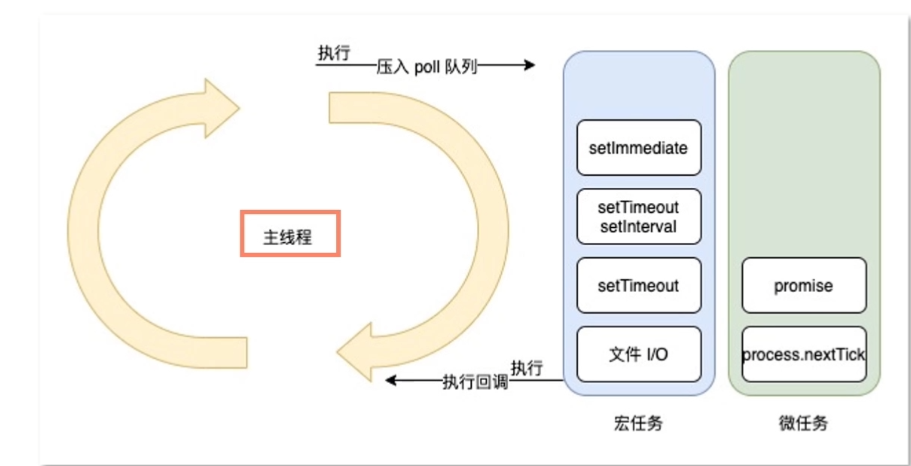 执行
压入 poll 队列
setImmediate
setTimeout
setInterval
主线程
setTimeout
promise
文件 I/O
process.nextTick
执行
执行回调
宏任务
微任务